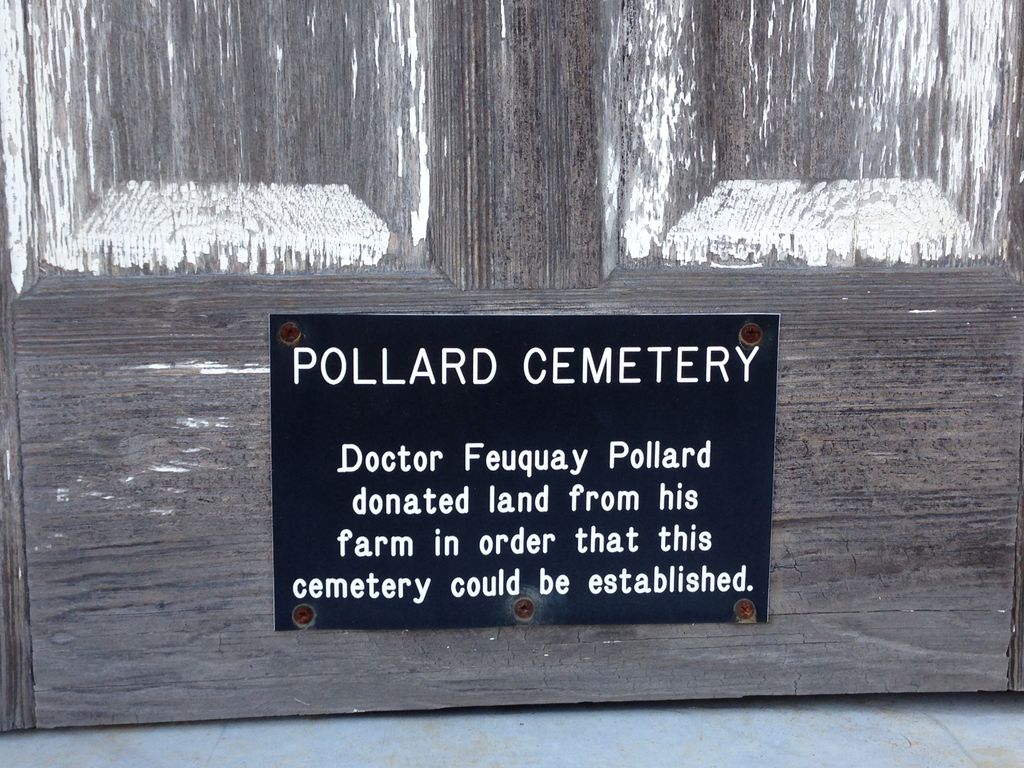 POLLARD CEMETERY
Doctor Feuquay Pollard
donated land from his
farm in order that this
cemetery could be established.